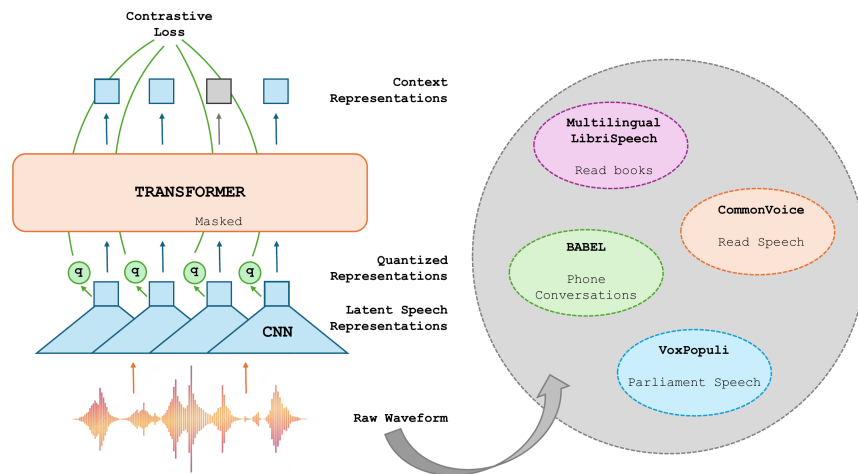 Contrastive
Loss
Context
Representations
TRANSFORMER
Masked
q q q q
Quantized
Representations
Latent Speech
Representations
CNN
Raw Waveform
Multilingual
LibriSpeech
Read books
CommonVoice
Read Speech
BABEL
Phone
Conversations
VoxPopuli
Parliament Speech